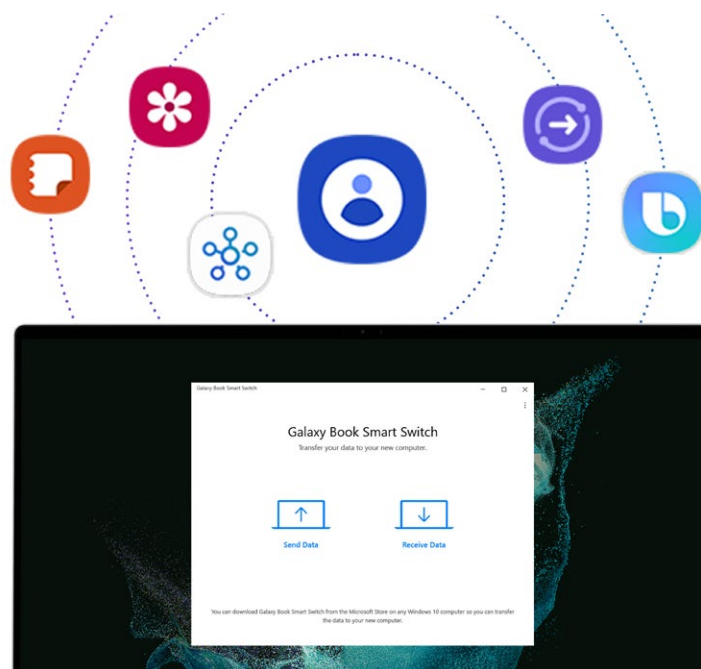 Galaxy Book Smart Switch
Galaxy Book Smart Switch
Transfer your data to your new computer.
Send Data
Receive Data
You can download Galaxy Book Smart Switch from the Microsoft Store on any Windows 10 computer so you can transfer
the data to your new computer.